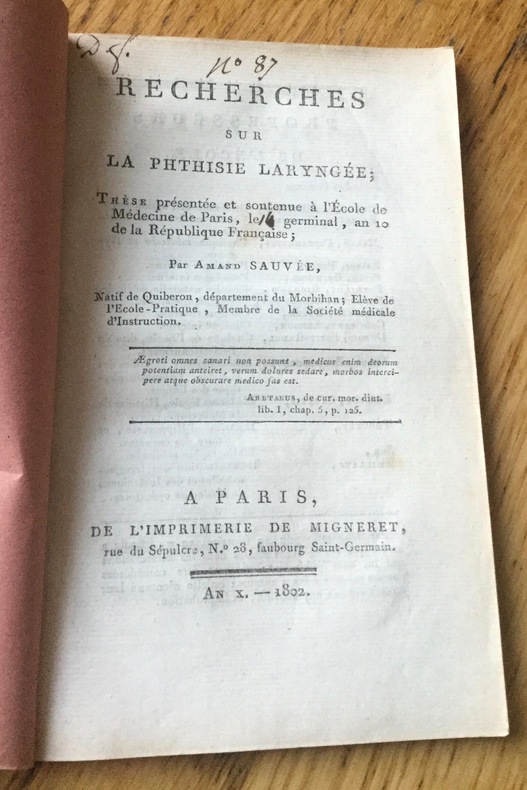 N.º 87
RECHERCHES
SUR
LA PHTHISIE LARYNGÉE;
THÈSE présentée et soutenue à l'École de
Médecine de Paris, le germinal, an 10
de la République Française;
Par AMAND SAUVÉE,
Natif de Quiberon, département du Morbihan; Elève de
l'Ecole-Pratique, Membre de la Société médicale
d'Instruction.
Ægroti omnes sanari non possunt, medicus enim deorum
potentiam anteiret, verum dolores sedare, morbos interci-
pere atque obscurare medico fas est.
ARETAEUS, de cur. mor. diut.
lib. I, chap. 5, p. 125.
A PARIS,
DE L'IMPRIMERIE DE MIGNERET,
rue du Sépulcre, N.º 28, faubourg Saint-Germain.
AN X. — 1802.